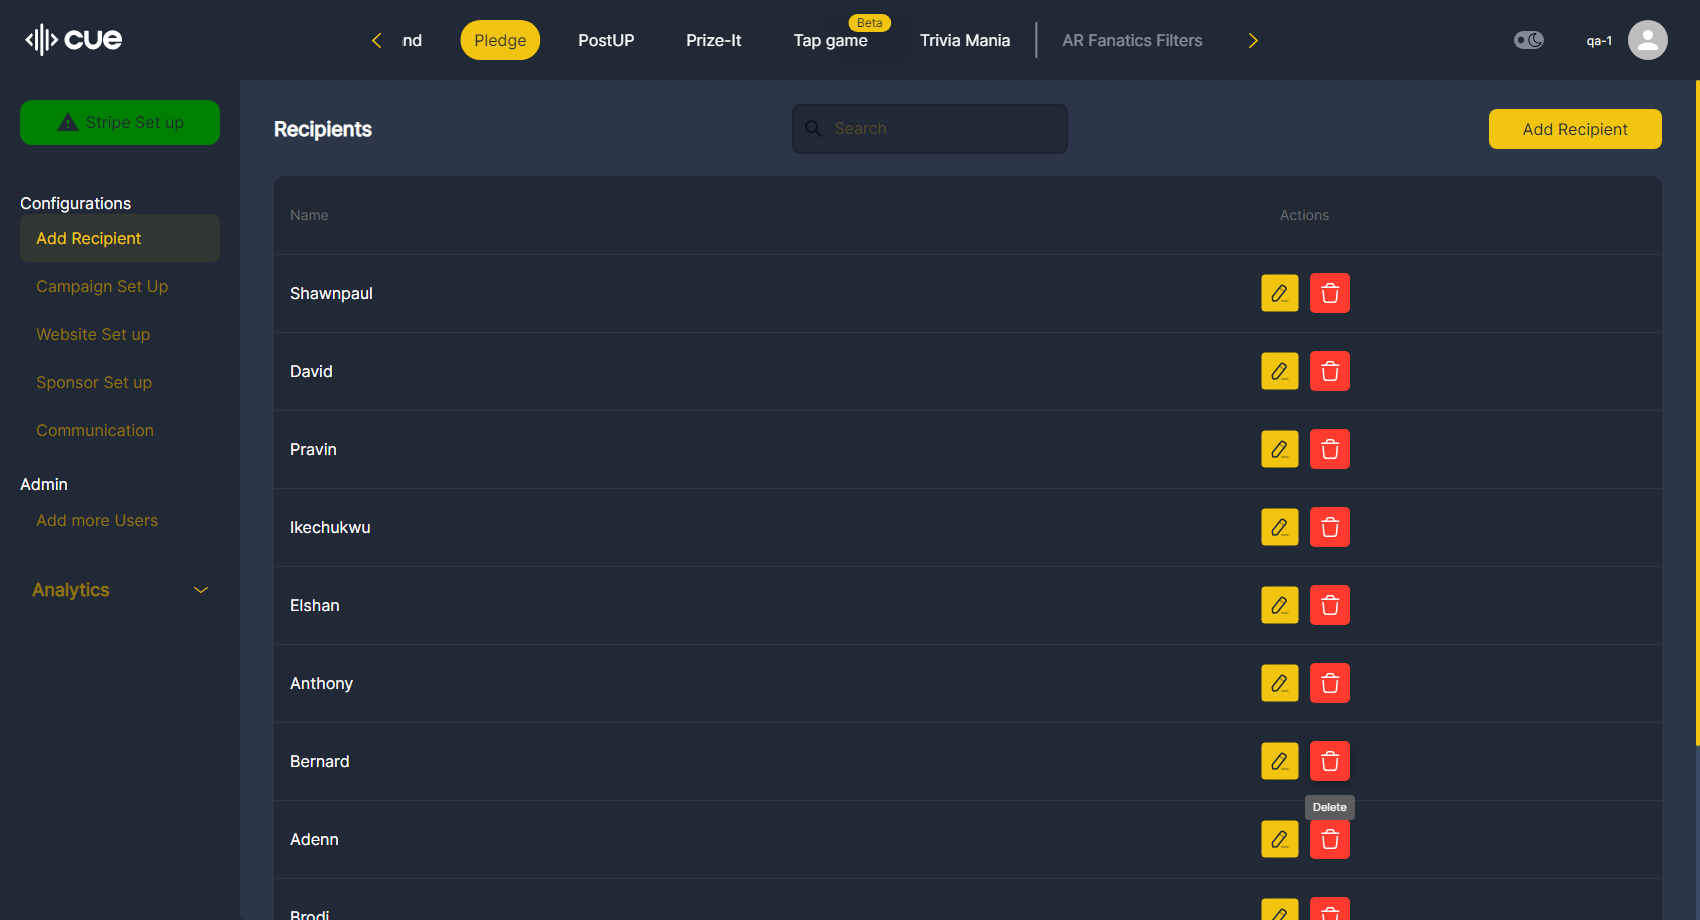 cue
nd
Pledge
PostUP
Prize-It
Beta
Tap game
Trivia Mania
AR Fanatics Filters
qa-1
Stripe Set up
Configurations
Add Recipient
Campaign Set Up
Website Set up
Sponsor Set up
Communication
Admin
Add more Users
Analytics
Recipients
Search
Add Recipient
Name
Actions
Shawnpaul
David
Pravin
Ikechukwu
Elshan
Anthony
Bernard
Delete
Adenn
Brodi